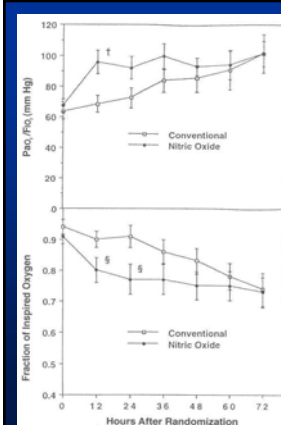 120
100
80
60
40
20
0
PaO₂/FiO₂ (mm Hg)
†
Conventional
Nitric Oxide
0.9
0.8
0.7
0.6
0.5
0.4
Fraction of Inspired Oxygen
§
§
Conventional
Nitric Oxide
0 12 24 36 48 60 72
Hours After Randomization